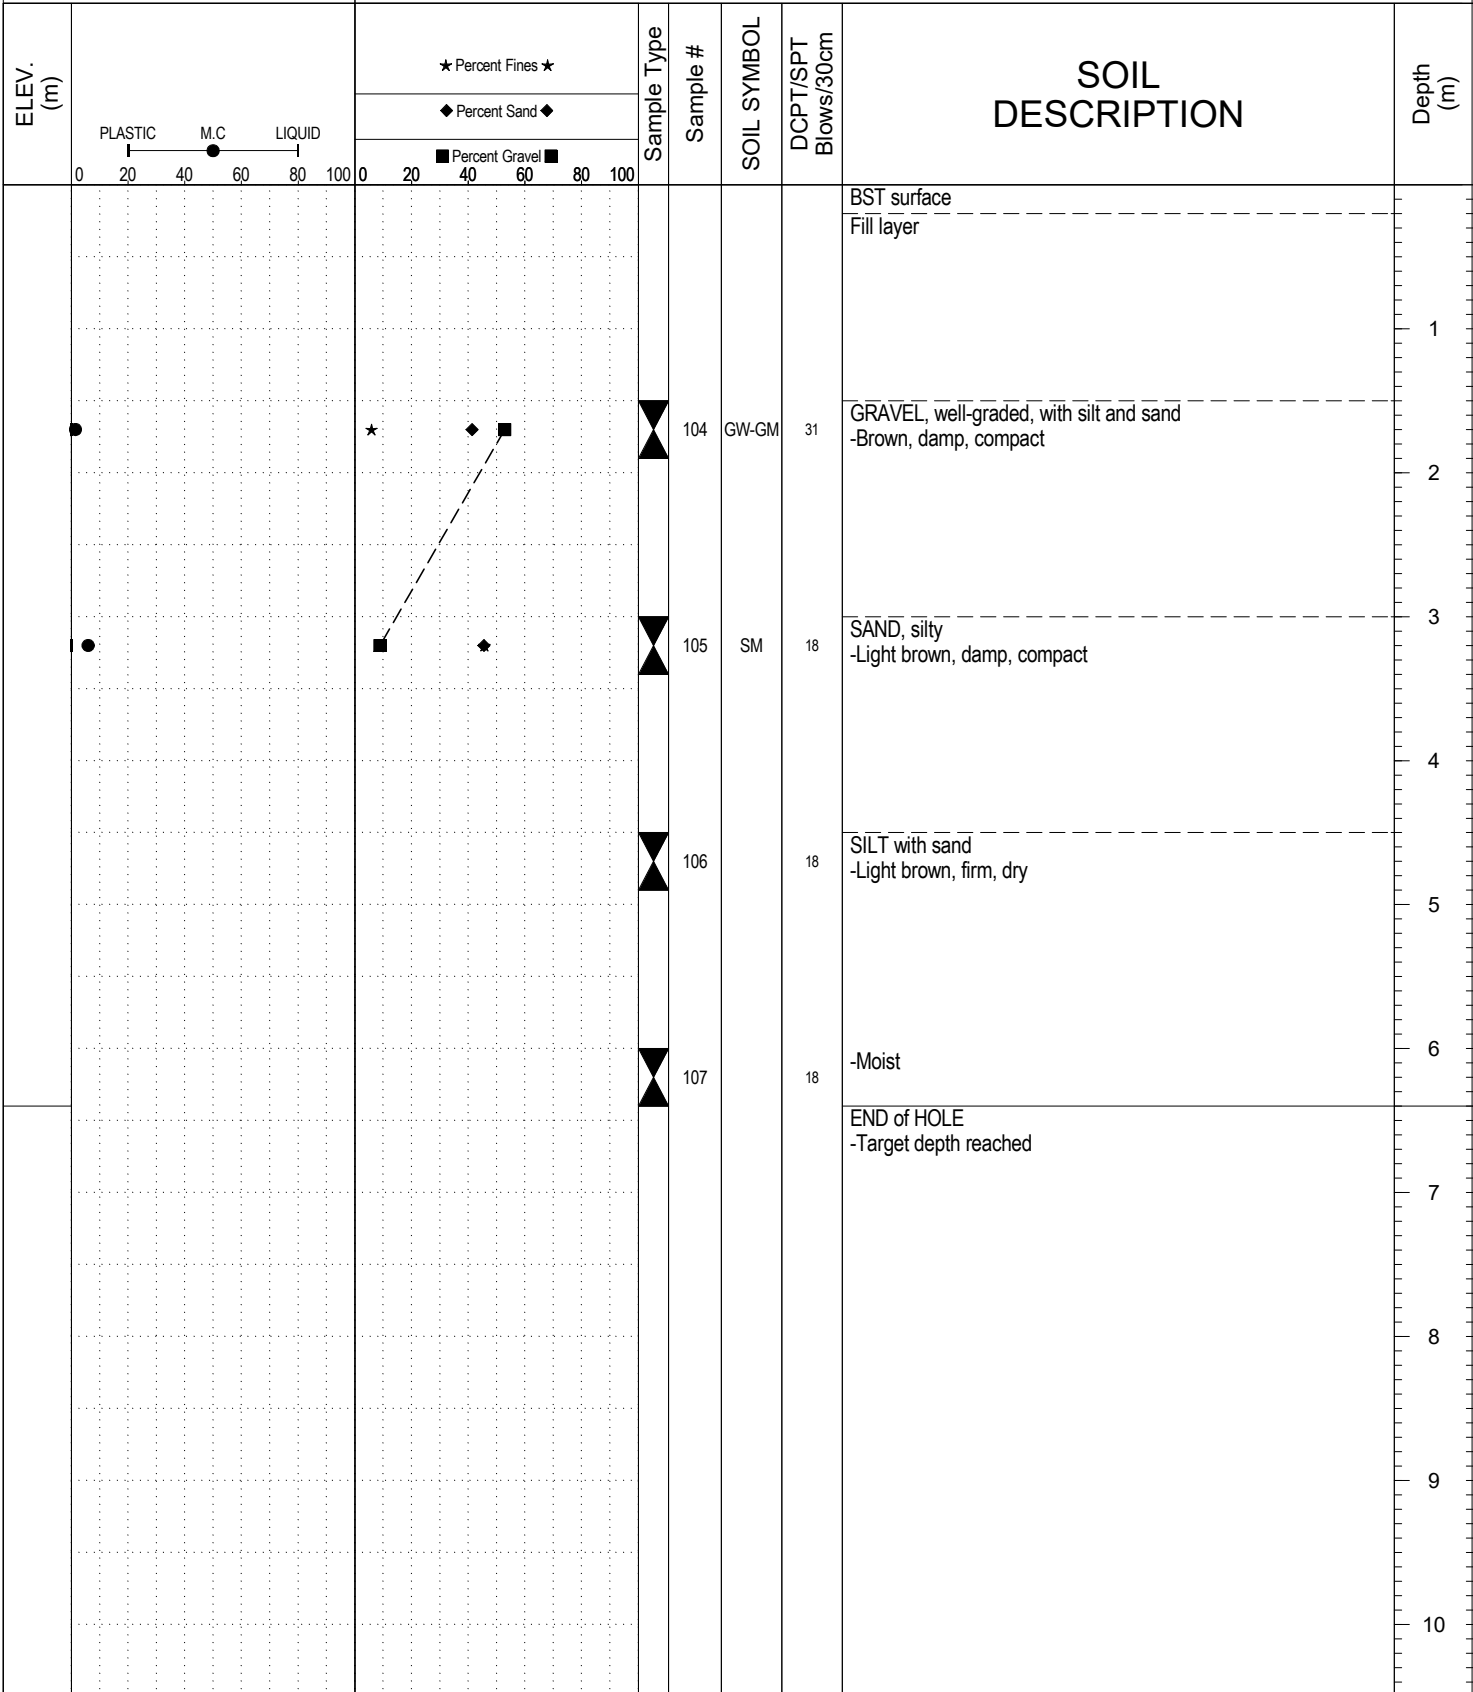 ELEV.
(m)
PLASTIC M.C LIQUID
0 20 40 60 80 100
★ Percent Fines ★
◆ Percent Sand ◆
■ Percent Gravel ■
0 20 40 60 80 100
Sample Type
Sample #
SOIL SYMBOL
DCPT/SPT
Blows/30cm
SOIL
DESCRIPTION
Depth
(m)
BST surface
Fill layer
1
104 GW-GM 31
GRAVEL, well-graded, with silt and sand
-Brown, damp, compact
2
3
105 SM 18
SAND, silty
-Light brown, damp, compact
4
106 18
SILT with sand
-Light brown, firm, dry
5
6
107 18
-Moist
END of HOLE
-Target depth reached
7
8
9
10